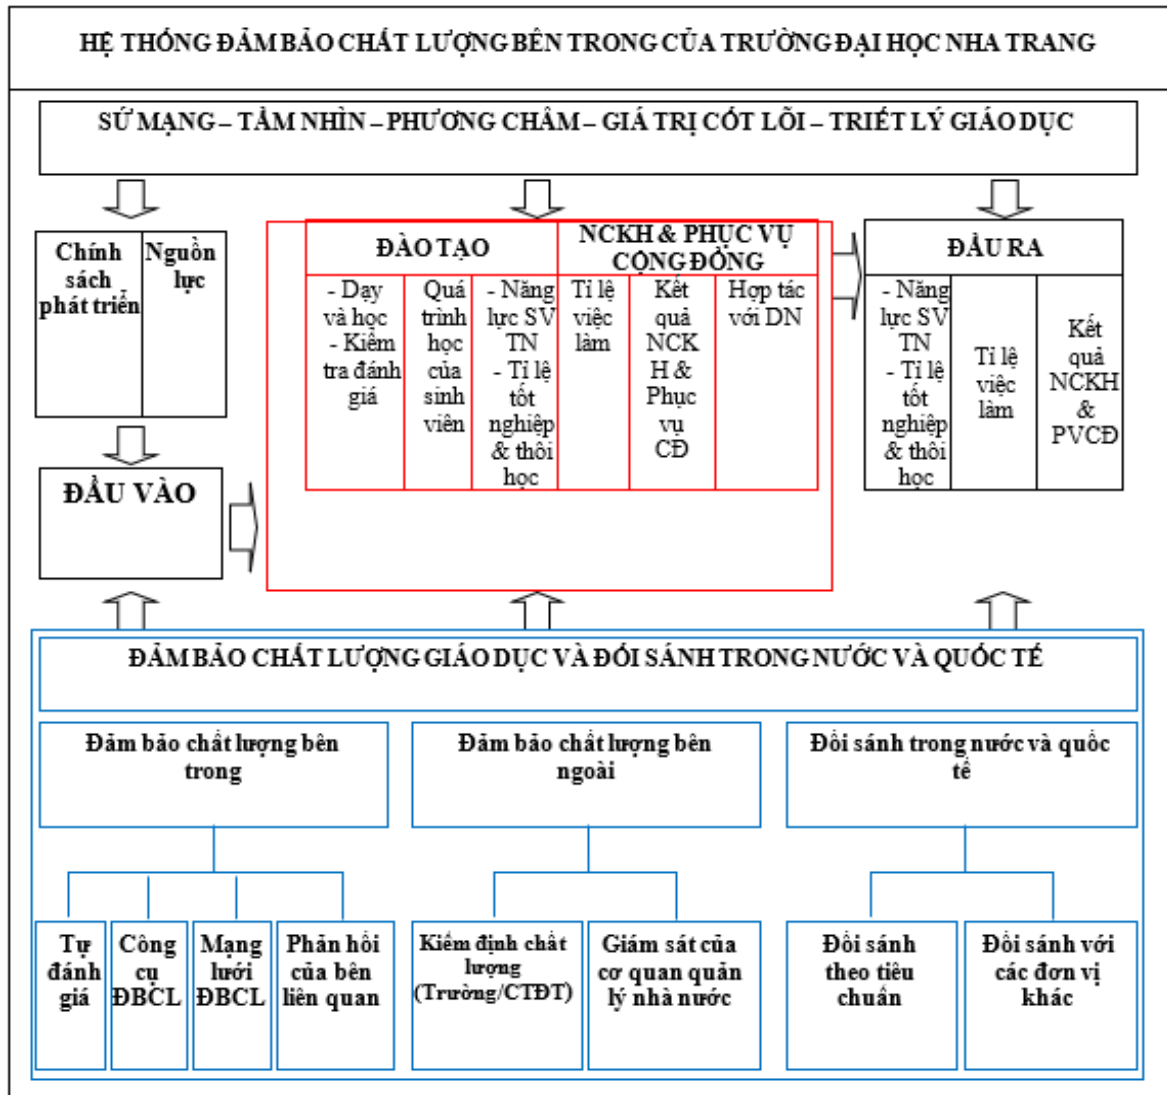 HỆ THỐNG ĐẢM BẢO CHẤT LƯỢNG BÊN TRONG CỦA TRƯỜNG ĐẠI HỌC NHA TRANG
SỨ MẠNG – TẦM NHÌN – PHƯƠNG CHÂM – GIÁ TRỊ CỐT LÕI – TRIẾT LÝ GIÁO DỤC
Chính
sách
phát triển
Nguồn
lực
ĐẦU VÀO
ĐÀO TẠO
- Dạy
và học
- Kiểm
tra đánh
giá
Quá
trình
học
của
sinh
viên
- Năng
lực SV
TN
- Tỉ lệ
tốt
nghiệp
& thôi
học
NCKH & PHỤC VỤ
CỘNG ĐỒNG
Tỉ lệ
việc
làm
Kết
quả
NCK
H &
Phục
vụ
CĐ
Hợp tác
với DN
ĐẦU RA
- Năng
lực SV
TN
- Tỉ lệ
tốt
nghiệp
& thôi
học
Tỉ lệ
việc
làm
Kết
quả
NCKH
&
PVCĐ
ĐẢM BẢO CHẤT LƯỢNG GIÁO DỤC VÀ ĐỐI SÁNH TRONG NƯỚC VÀ QUỐC TẾ
Đảm bảo chất lượng bên
trong
Tự
đánh
giá
Công
cụ
ĐBCL
Mạng
lưới
ĐBCL
Phản hồi
của bên
liên quan
Đảm bảo chất lượng bên
ngoài
Kiểm định chất
lượng
(Trường/CTĐT)
Giám sát của
cơ quan quản
lý nhà nước
Đối sánh trong nước và quốc
tế
Đối sánh
theo tiêu
chuẩn
Đối sánh với
các đơn vị
khác